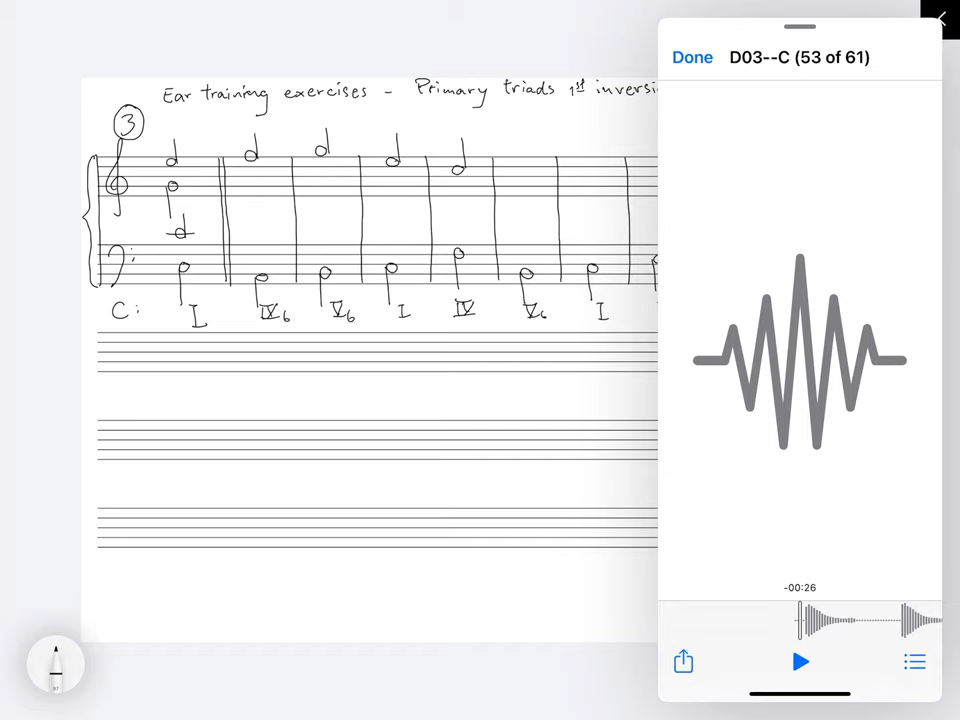 Done D03--C (53 of 61)
Ear training exercises - Primary triads 1st inversi
3
C: I IV6 V6 I IV V6 I
-00:26